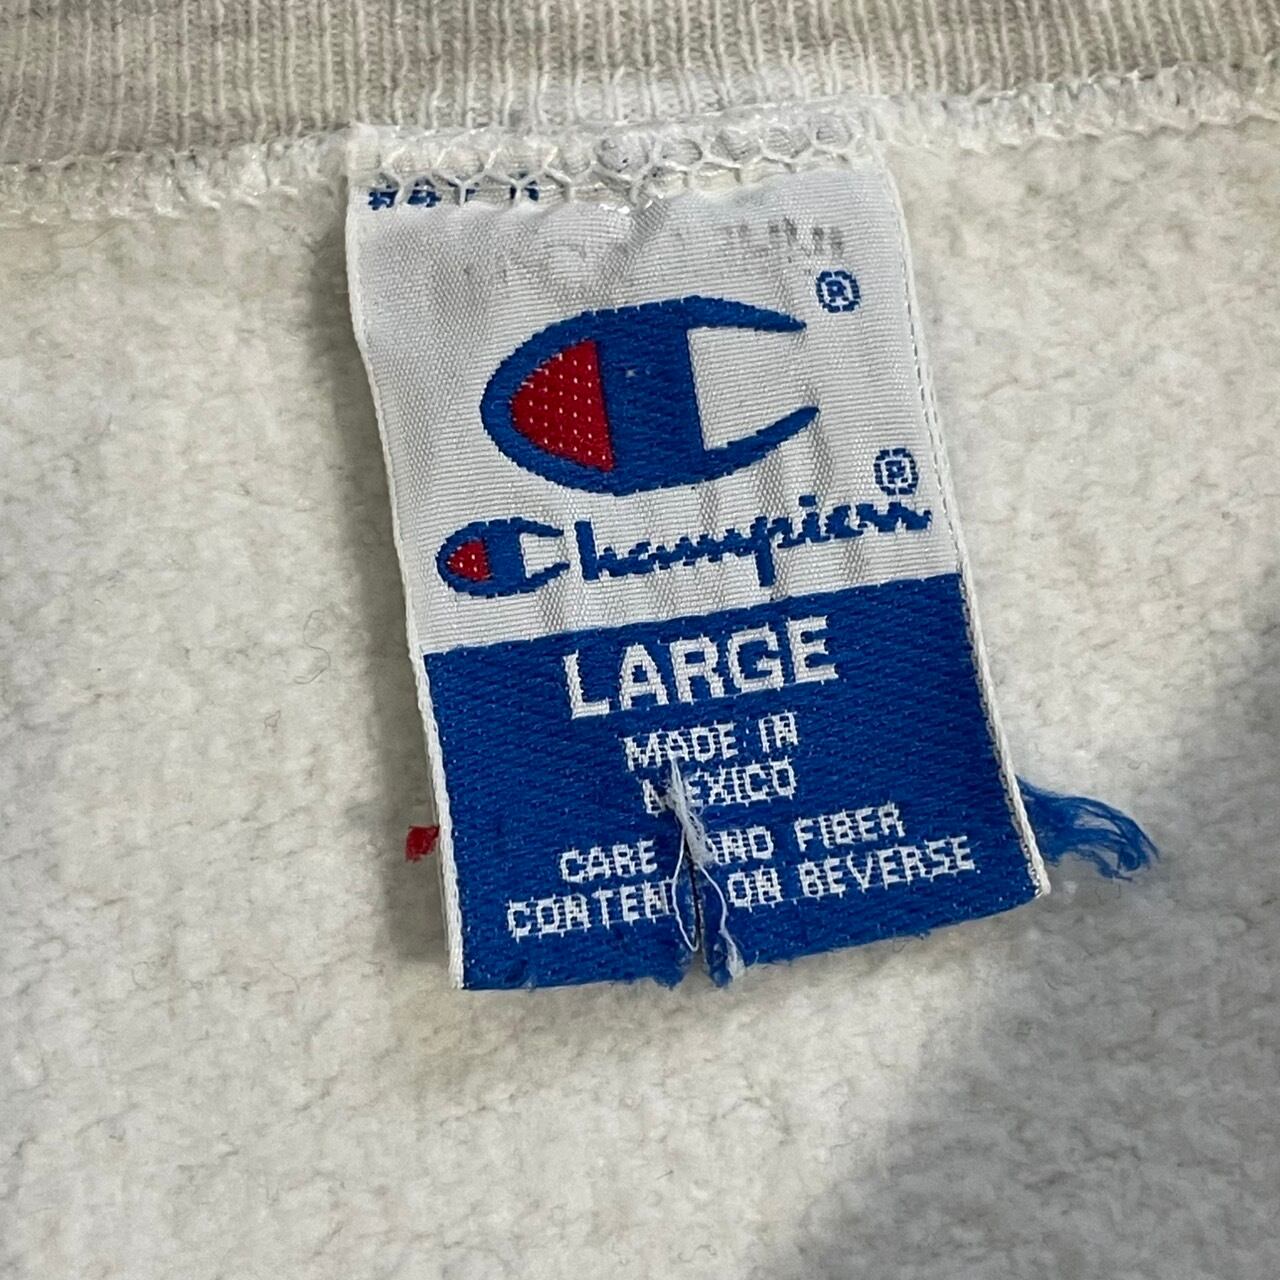 ®
Champion®
LARGE
MADE IN
MEXICO
CARE AND FIBER
CONTENT ON REVERSE